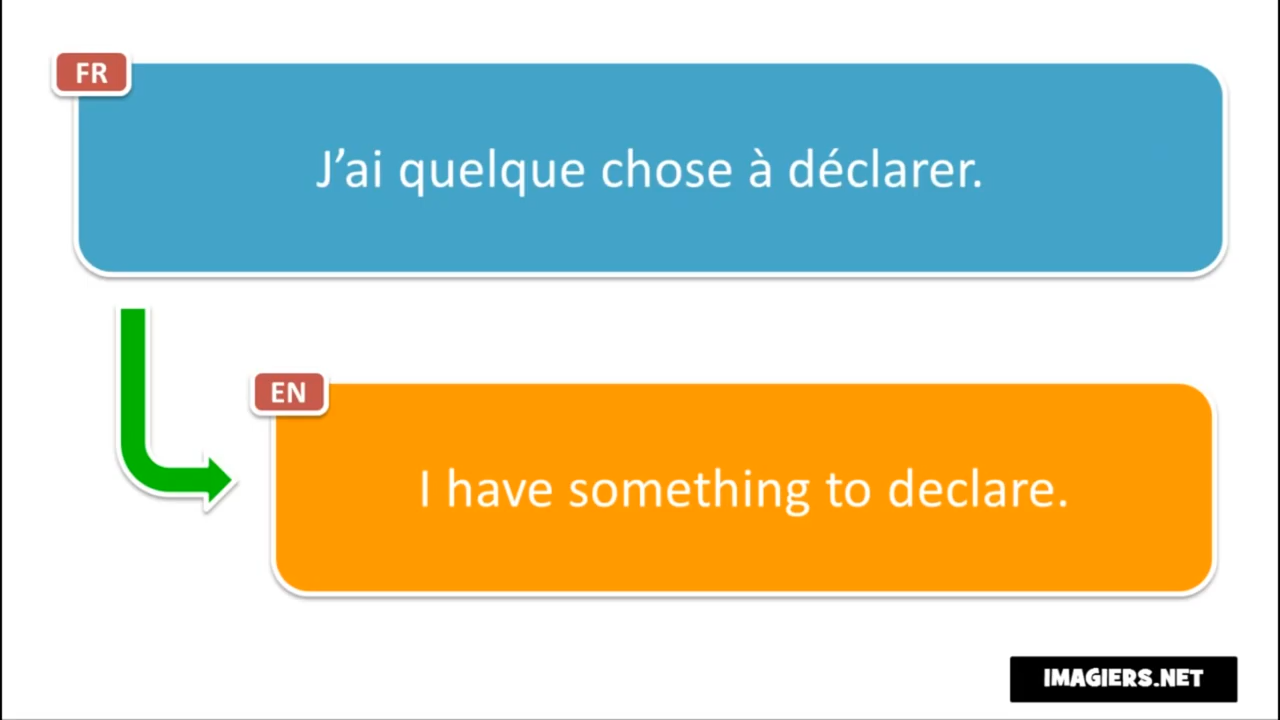 FR
J’ai quelque chose à déclarer.
EN
I have something to declare.
IMAGIERS.NET